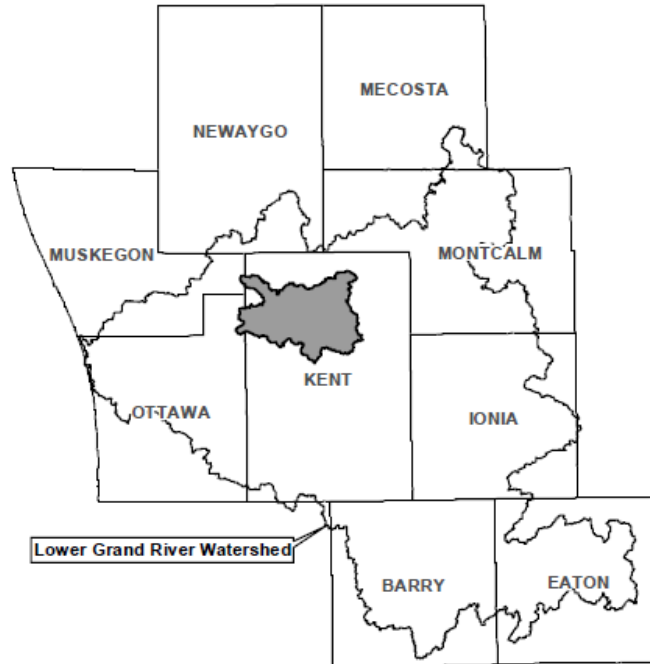 MECOSTA
NEWAYGO
MUSKEGON
MONTCALM
KENT
OTTAWA
IONIA
Lower Grand River Watershed
BARRY
EATON